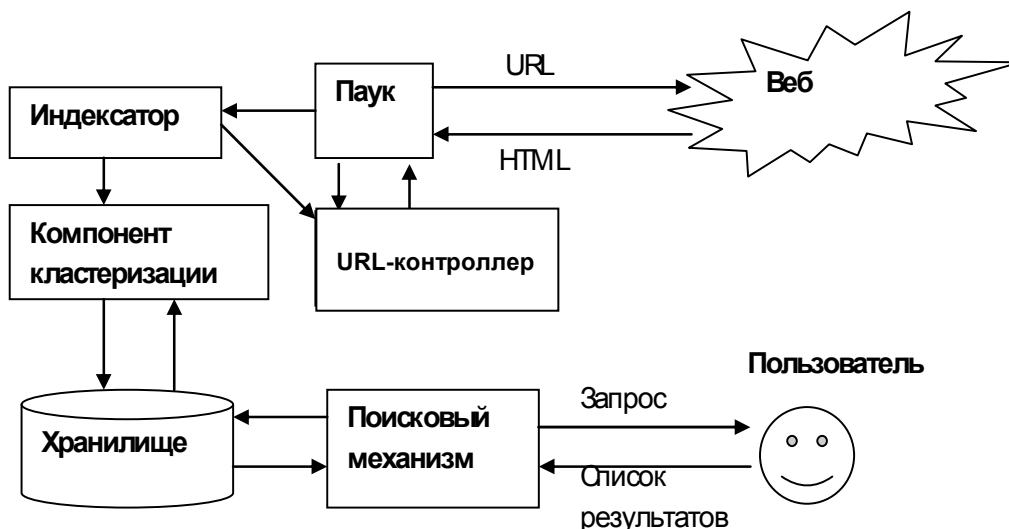 URL
Веб
Паук
Индексатор
HTML
Компонент
кластеризации
URL-контроллер
Пользователь
Запрос
Хранилище
Поисковый
механизм
Список
результатов